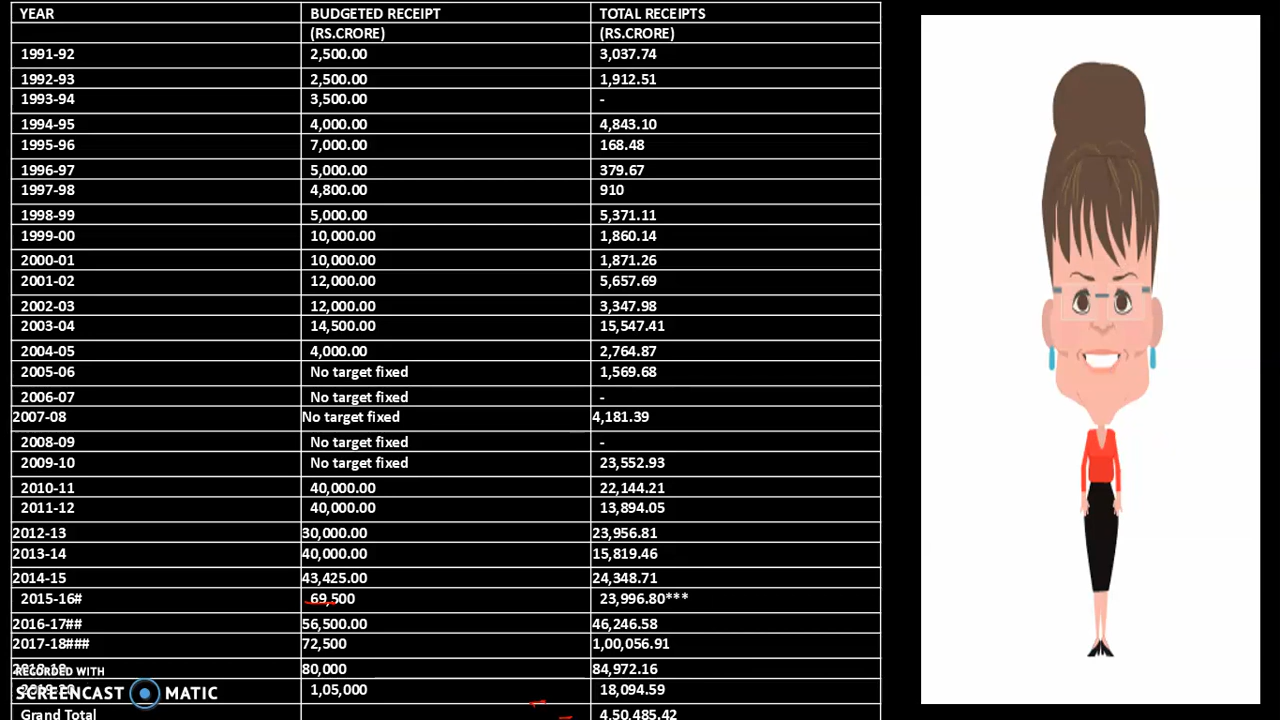 YEAR BUDGETED RECEIPT TOTAL RECEIPTS
(RS.CRORE) (RS.CRORE)
1991-92 2,500.00 3,037.74
1992-93 2,500.00 1,912.51
1993-94 3,500.00 -
1994-95 4,000.00 4,843.10
1995-96 7,000.00 168.48
1996-97 5,000.00 379.67
1997-98 4,800.00 910
1998-99 5,000.00 5,371.11
1999-00 10,000.00 1,860.14
2000-01 10,000.00 1,871.26
2001-02 12,000.00 5,657.69
2002-03 12,000.00 3,347.98
2003-04 14,500.00 15,547.41
2004-05 4,000.00 2,764.87
2005-06 No target fixed 1,569.68
2006-07 No target fixed -
2007-08 No target fixed 4,181.39
2008-09 No target fixed -
2009-10 No target fixed 23,552.93
2010-11 40,000.00 22,144.21
2011-12 40,000.00 13,894.05
2012-13 30,000.00 23,956.81
2013-14 40,000.00 15,819.46
2014-15 43,425.00 24,348.71
2015-16# 69,500 23,996.80***
2016-17## 56,500.00 46,246.58
2017-18### 72,500 1,00,056.91
80,000 84,972.16
1,05,000 18,094.59
Grand Total 4,50,485.42
RECORDED WITH
SCREENCAST MATIC